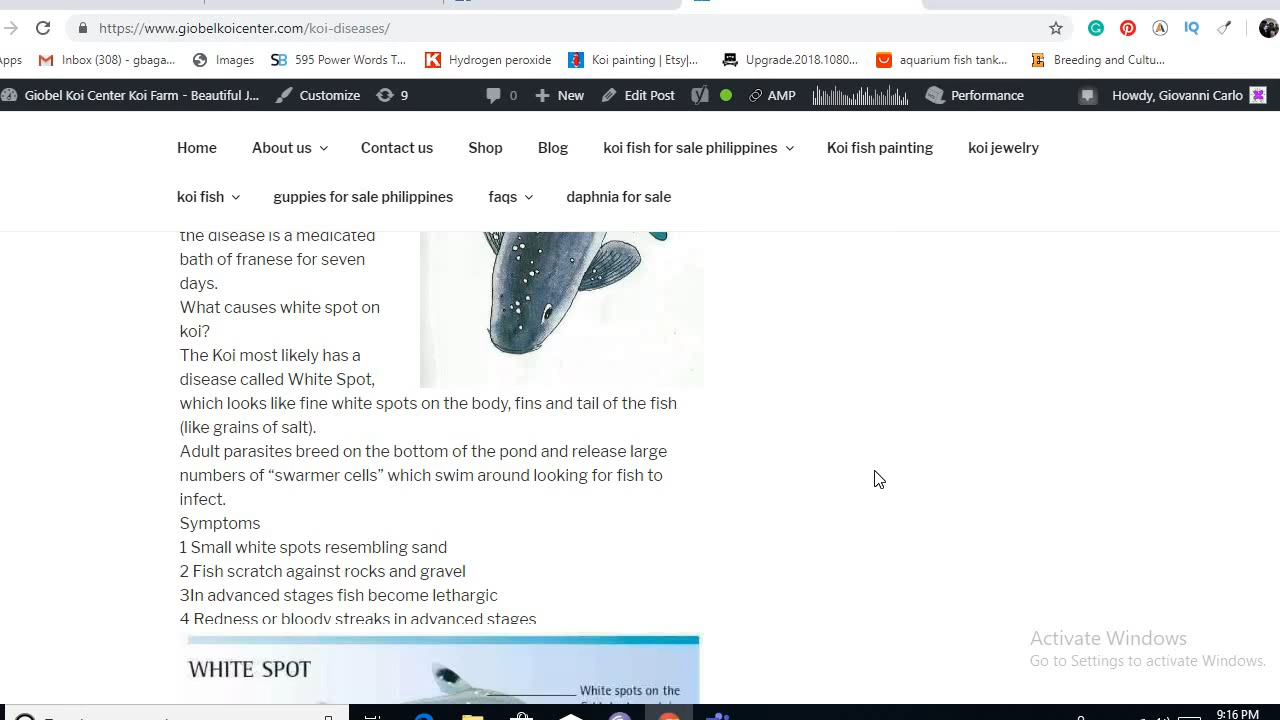 https://www.giobelkoicenter.com/koi-diseases/
Apps Inbox (308) - gbaga... Images 595 Power Words T... Hydrogen peroxide Koi painting | Etsy|... Upgrade.2018.1080... aquarium fish tank... Breeding and Cultu...
Giobel Koi Center Koi Farm - Beautiful J... Customize 9 0 New Edit Post AMP Performance Howdy, Giovanni Carlo
Home About us Contact us Shop Blog koi fish for sale philippines Koi fish painting koi jewelry
koi fish guppies for sale philippines faqs daphnia for sale
the disease is a medicated
bath of franese for seven
days.
What causes white spot on
koi?
The Koi most likely has a
disease called White Spot,
which looks like fine white spots on the body, fins and tail of the fish
(like grains of salt).
Adult parasites breed on the bottom of the pond and release large
numbers of “swarmer cells” which swim around looking for fish to
infect.
Symptoms
1 Small white spots resembling sand
2 Fish scratch against rocks and gravel
3In advanced stages fish become lethargic
4 Redness or bloody streaks in advanced stages
WHITE SPOT
White spots on the
Activate Windows
Go to Settings to activate Windows.
9:16 PM